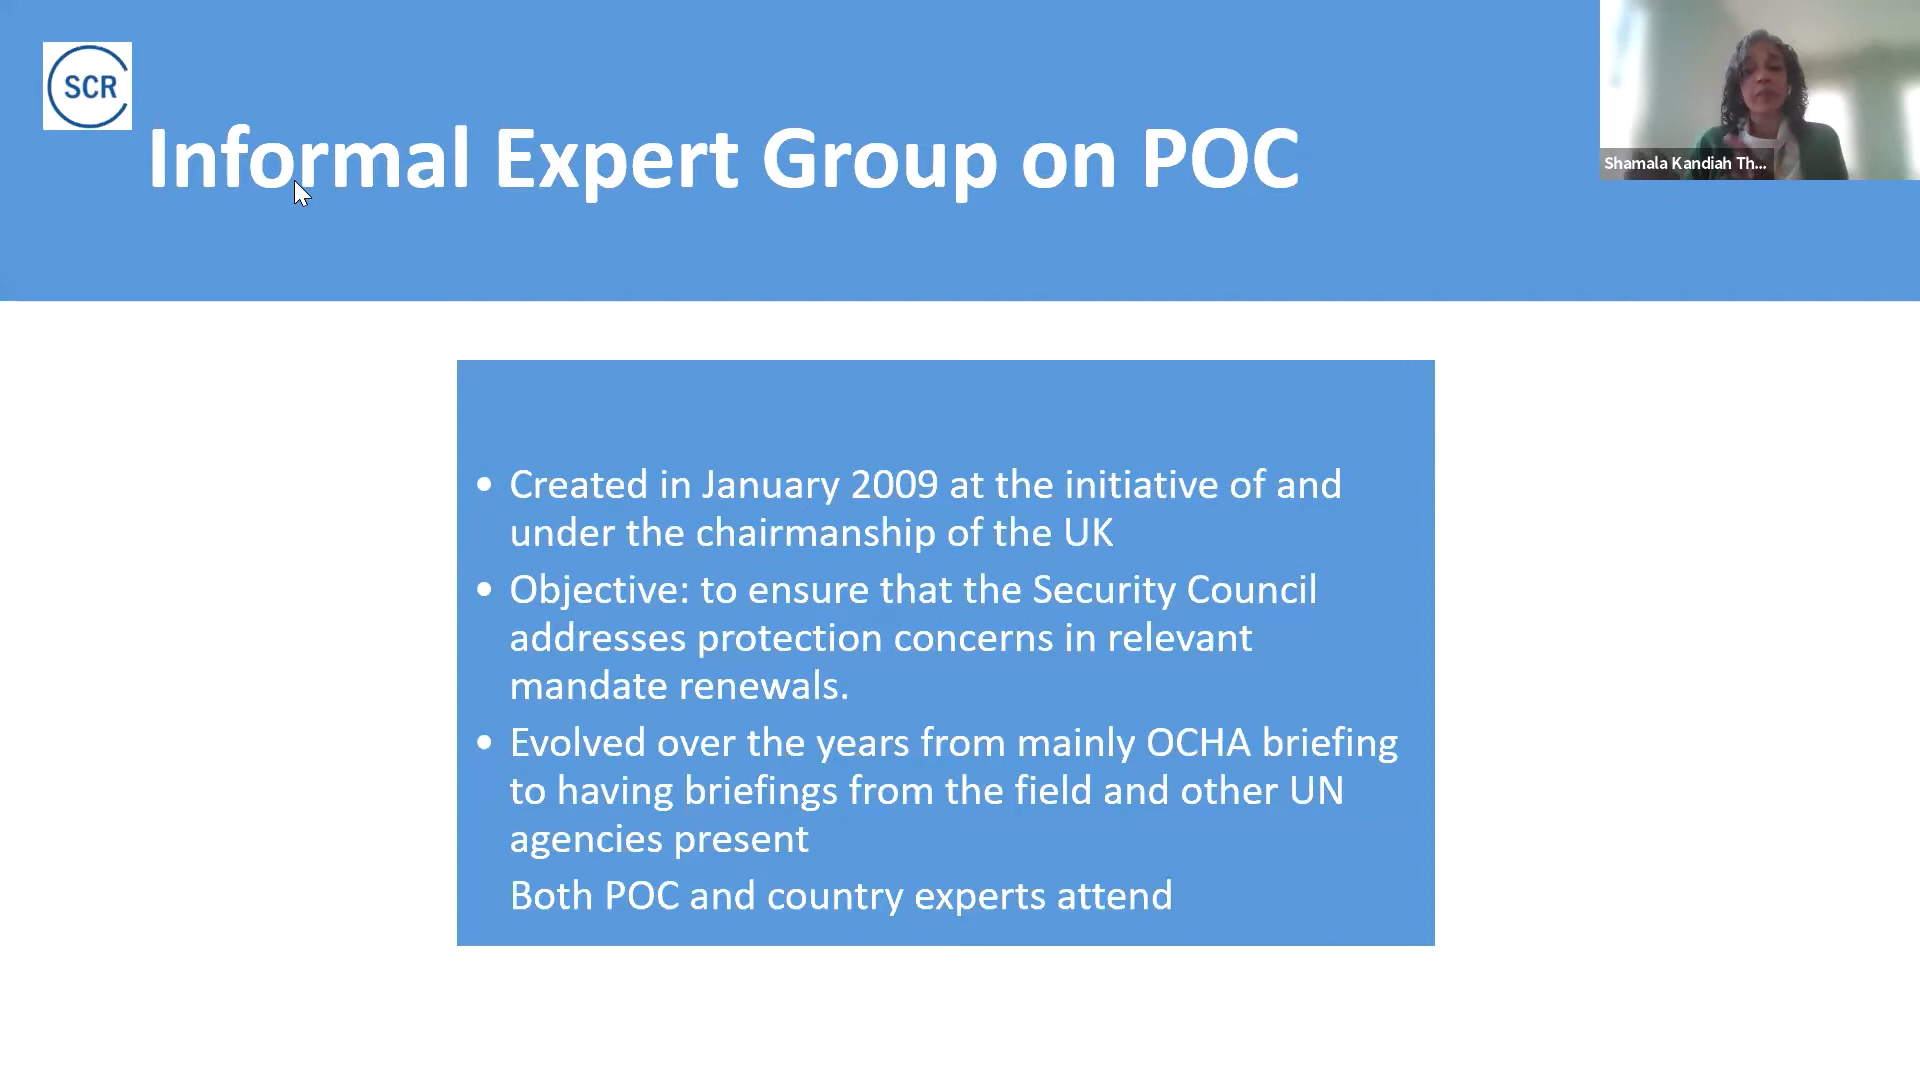 SCR
Informal Expert Group on POC
Shamala Kandiah Th...
• Created in January 2009 at the initiative of and
under the chairmanship of the UK
• Objective: to ensure that the Security Council
addresses protection concerns in relevant
mandate renewals.
• Evolved over the years from mainly OCHA briefing
to having briefings from the field and other UN
agencies present
Both POC and country experts attend